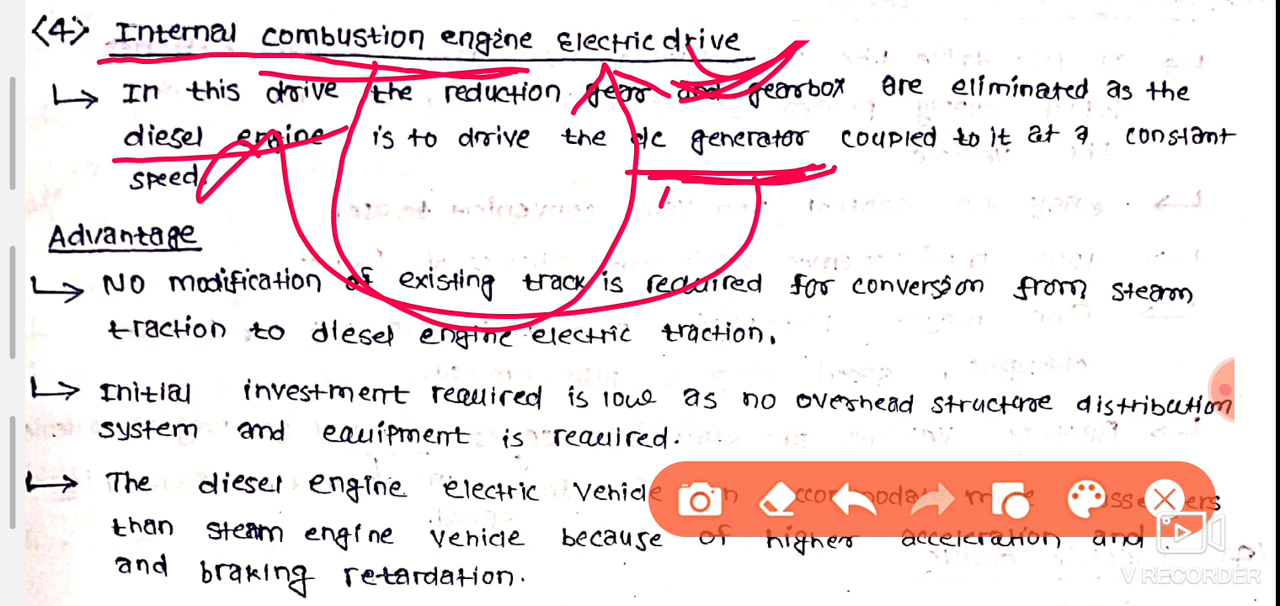 (4) Internal combustion engine Electric drive
In this drive the reduction gear and gearbox are eliminated as the
diesel engine is to drive the dc generator coupled to it at a constant
speed.
Advantage
No modification of existing track is required for conversion from steam
traction to diesel engine electric traction.
Initial investment required is low as no overhead structure distribution
system and equipment is required.
The diesel engine electric vehicle
than steam engine vehicle because of higher acceleration and
and braking retardation.
V RECORDER